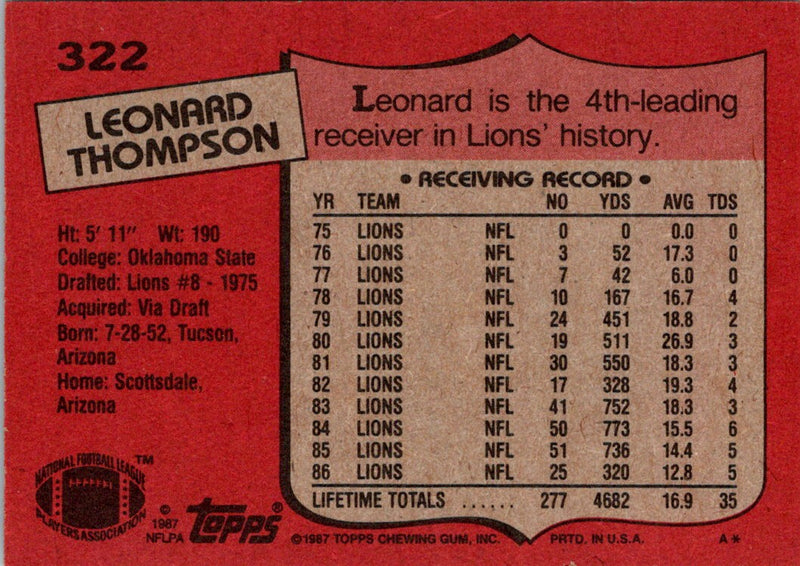 322
LEONARD
THOMPSON
Leonard is the 4th-leading
receiver in Lions' history.
• RECEIVING RECORD •
YR TEAM NO YDS AVG TDS
75 LIONS NFL 0 0 0.0 0
76 LIONS NFL 3 52 17.3 0
77 LIONS NFL 7 42 6.0 0
78 LIONS NFL 10 167 16.7 4
79 LIONS NFL 24 451 18.8 2
80 LIONS NFL 19 511 26.9 3
81 LIONS NFL 30 550 18.3 3
82 LIONS NFL 17 328 19.3 4
83 LIONS NFL 41 752 18.3 3
84 LIONS NFL 50 773 15.5 6
85 LIONS NFL 51 736 14.4 5
86 LIONS NFL 25 320 12.8 5
LIFETIME TOTALS ...... 277 4682 16.9 35
Ht: 5' 11" Wt: 190
College: Oklahoma State
Drafted: Lions #8 - 1975
Acquired: Via Draft
Born: 7-28-52, Tucson,
Arizona
Home: Scottsdale,
Arizona
NATIONAL FOOTBALL LEAGUE ™
PLAYERS ASSOCIATION
© 1987
NFLPA
Topps®
©1987 TOPPS CHEWING GUM, INC. PRTD. IN U.S.A. A*